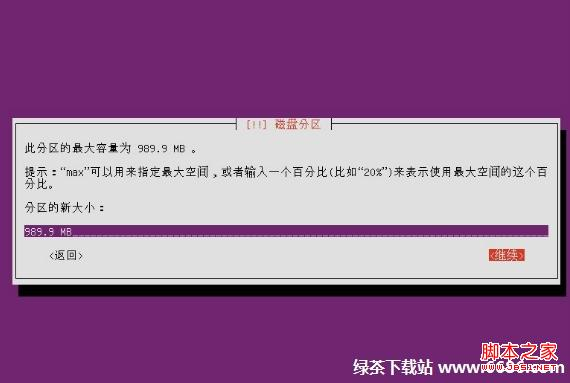 [!!] 磁盘分区
此分区的最大容量为 989.9 MB 。
提示：“max”可以用来指定最大空间，或者输入一个百分比(比如“20%”)来表示使用最大空间的这个百
分比。
分区的新大小：
989.9 MB
<返回>
<继续>
脚本之家
www.JB51.NET
绿茶下载站